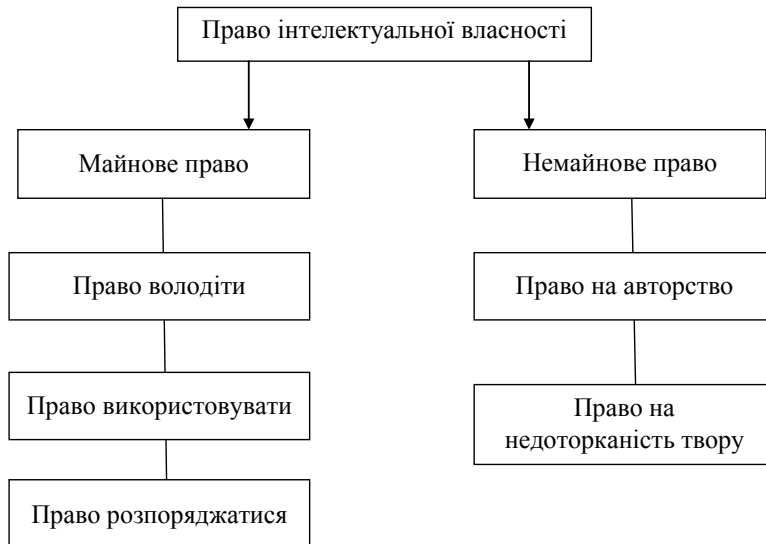 Право інтелектуальної власності
Майнове право
Немайнове право
Право володіти
Право на авторство
Право використовувати
Право на
недоторканість твору
Право розпоряджатися